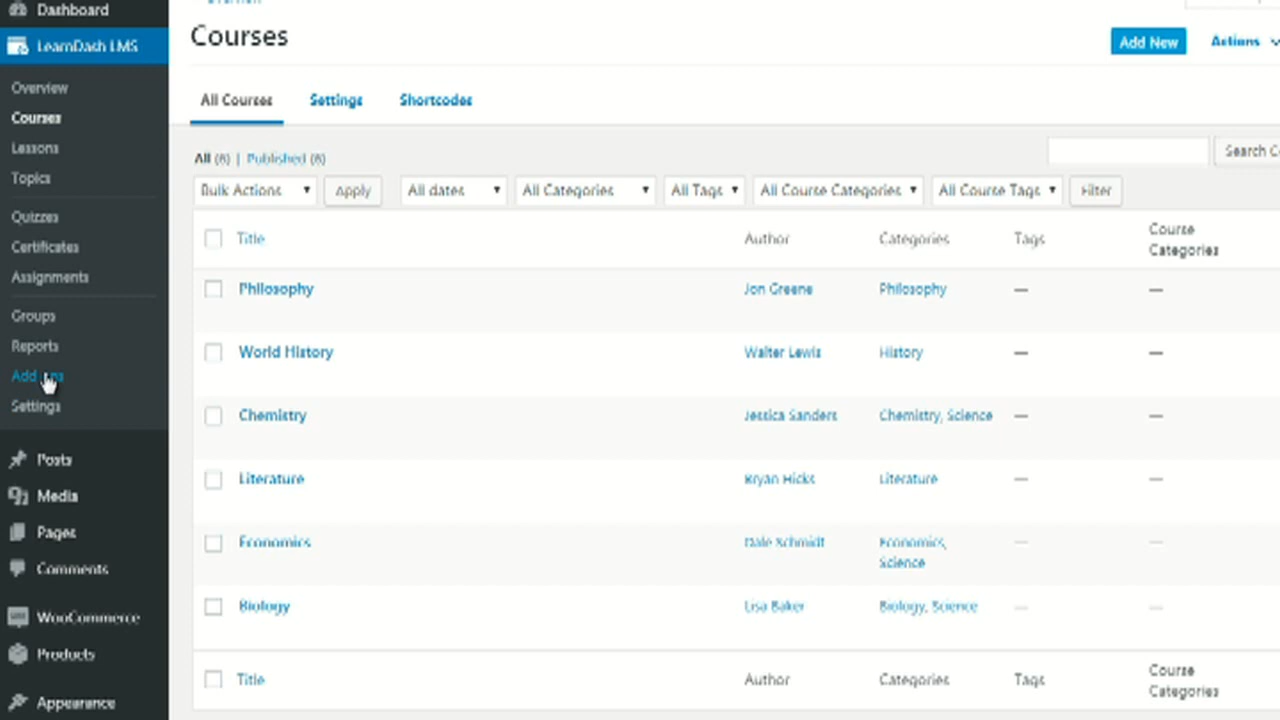 Dashboard
LearnDash LMS
Overview
Courses
Lessons
Topics
Quizzes
Certificates
Assignments
Groups
Reports
Settings
Posts
Media
Pages
Comments
WooCommerce
Products
Appearance
Courses
Add New
Actions
All Courses
Settings
Shortcodes
All (6) | Published (6)
Search
Bulk Actions
Apply
All dates
All Categories
All Tags
All Course Categories
All Course Tags
Filter
Title Author Categories Tags Course
Categories
Philosophy Jon Greene Philosophy — —
World History Walter Lewis History — —
Chemistry Jessica Sanders Chemistry, Science — —
Literature Bryan Hicks Literature — —
Economics Dale Schmidt Economics, — —
Science
Biology Lisa Baker Biology, Science — —
Title Author Categories Tags Course
Categories